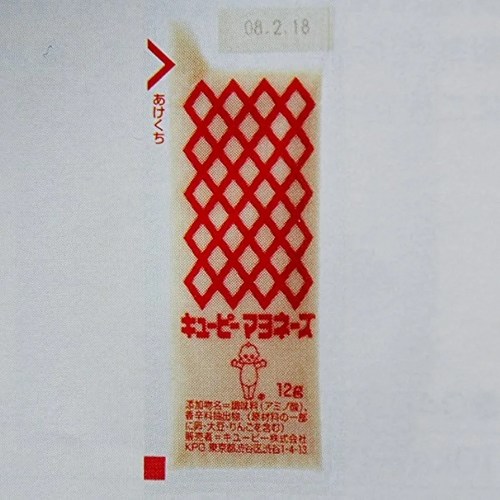 08.2.18
あけくち
キユーピー マヨネーズ
12g
添加物名=調味料(アミノ酸)、
香辛料抽出物、(原材料の一部
に卵・大豆・りんごを含む)
販売者=キユーピー株式会社
KPG 東京都渋谷区渋谷1-4-13